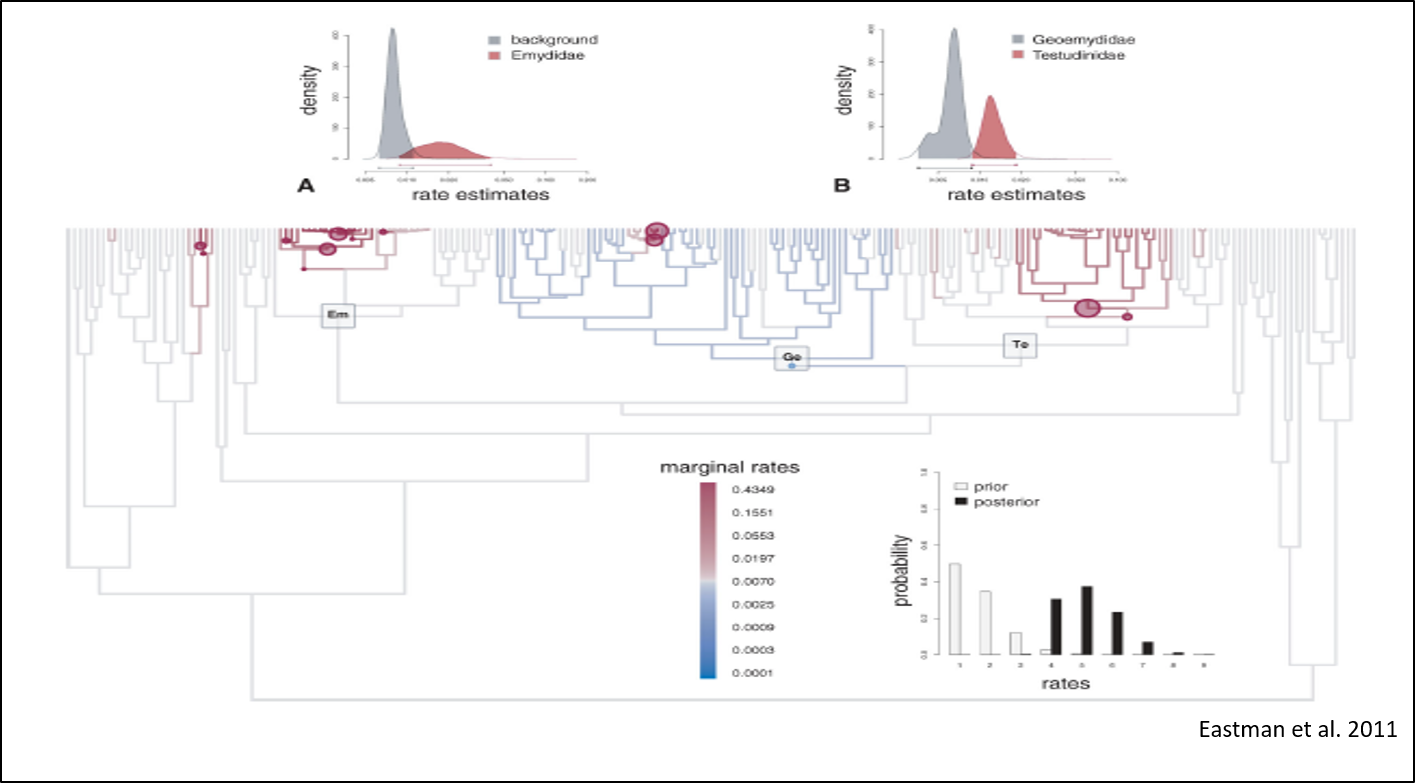 background
Emydidae
density
A
rate estimates
Geoemydidae
Testudinidae
density
B
rate estimates
Em
Ge
Te
marginal rates
0.4349
0.1551
0.0553
0.0197
0.0070
0.0025
0.0009
0.0003
0.0001
prior
posterior
probability
1 2 3 4 5 6 7 8 9
rates
Eastman et al. 2011